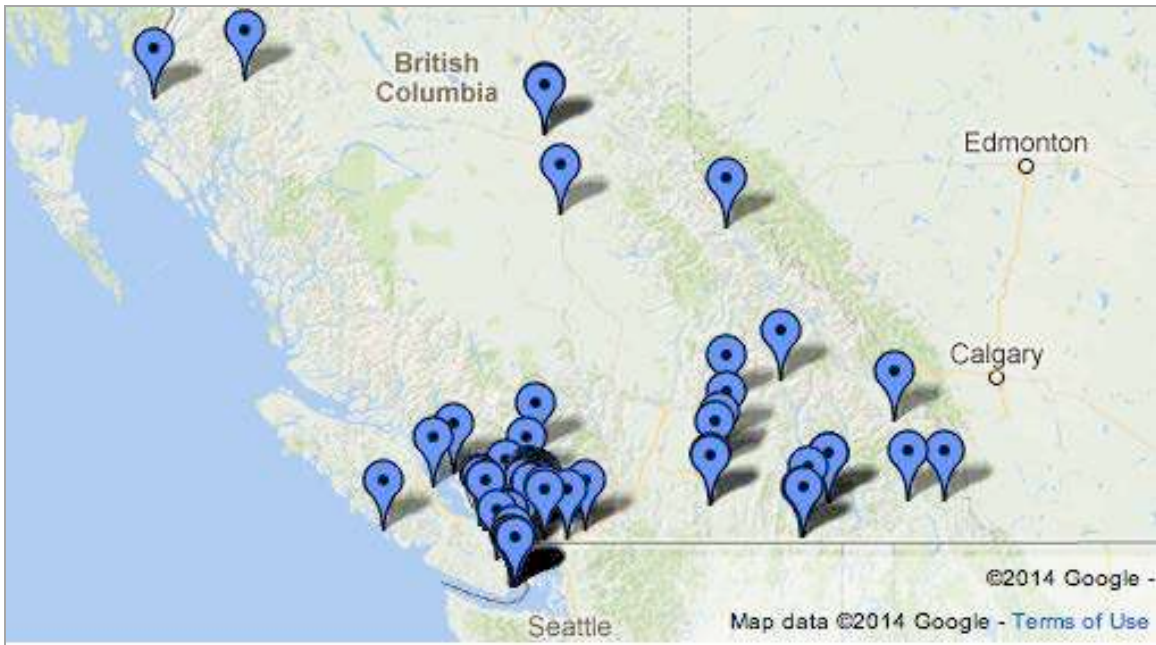 British
Columbia
Edmonton
Calgary
©2014 Google -
Map data ©2014 Google - Terms of Use
Seattle